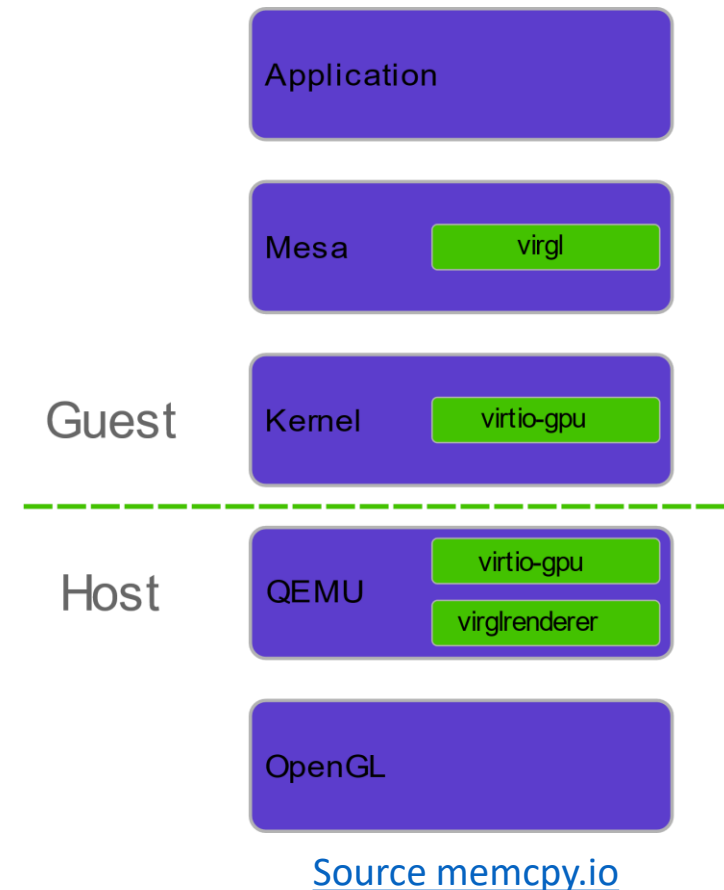 Application
Mesa
virgl
Guest
Kernel
virtio-gpu
Host
QEMU
virtio-gpu
virglrenderer
OpenGL
Source memcpy.io